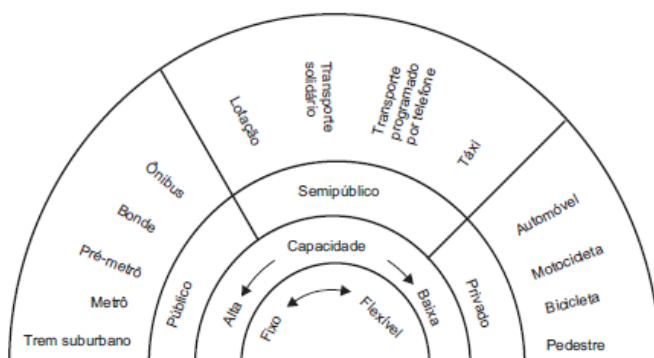 Lotação
Transporte
solidário
Transporte
programado
por telefone
Táxi
Ônibus
Bonde
Pré-metrô
Metrô
Trem suburbano
Automóvel
Motocicleta
Bicicleta
Pedestre
Público
Semipúblico
Privado
Alta
Capacidade
Baixa
Fixo
Flexível